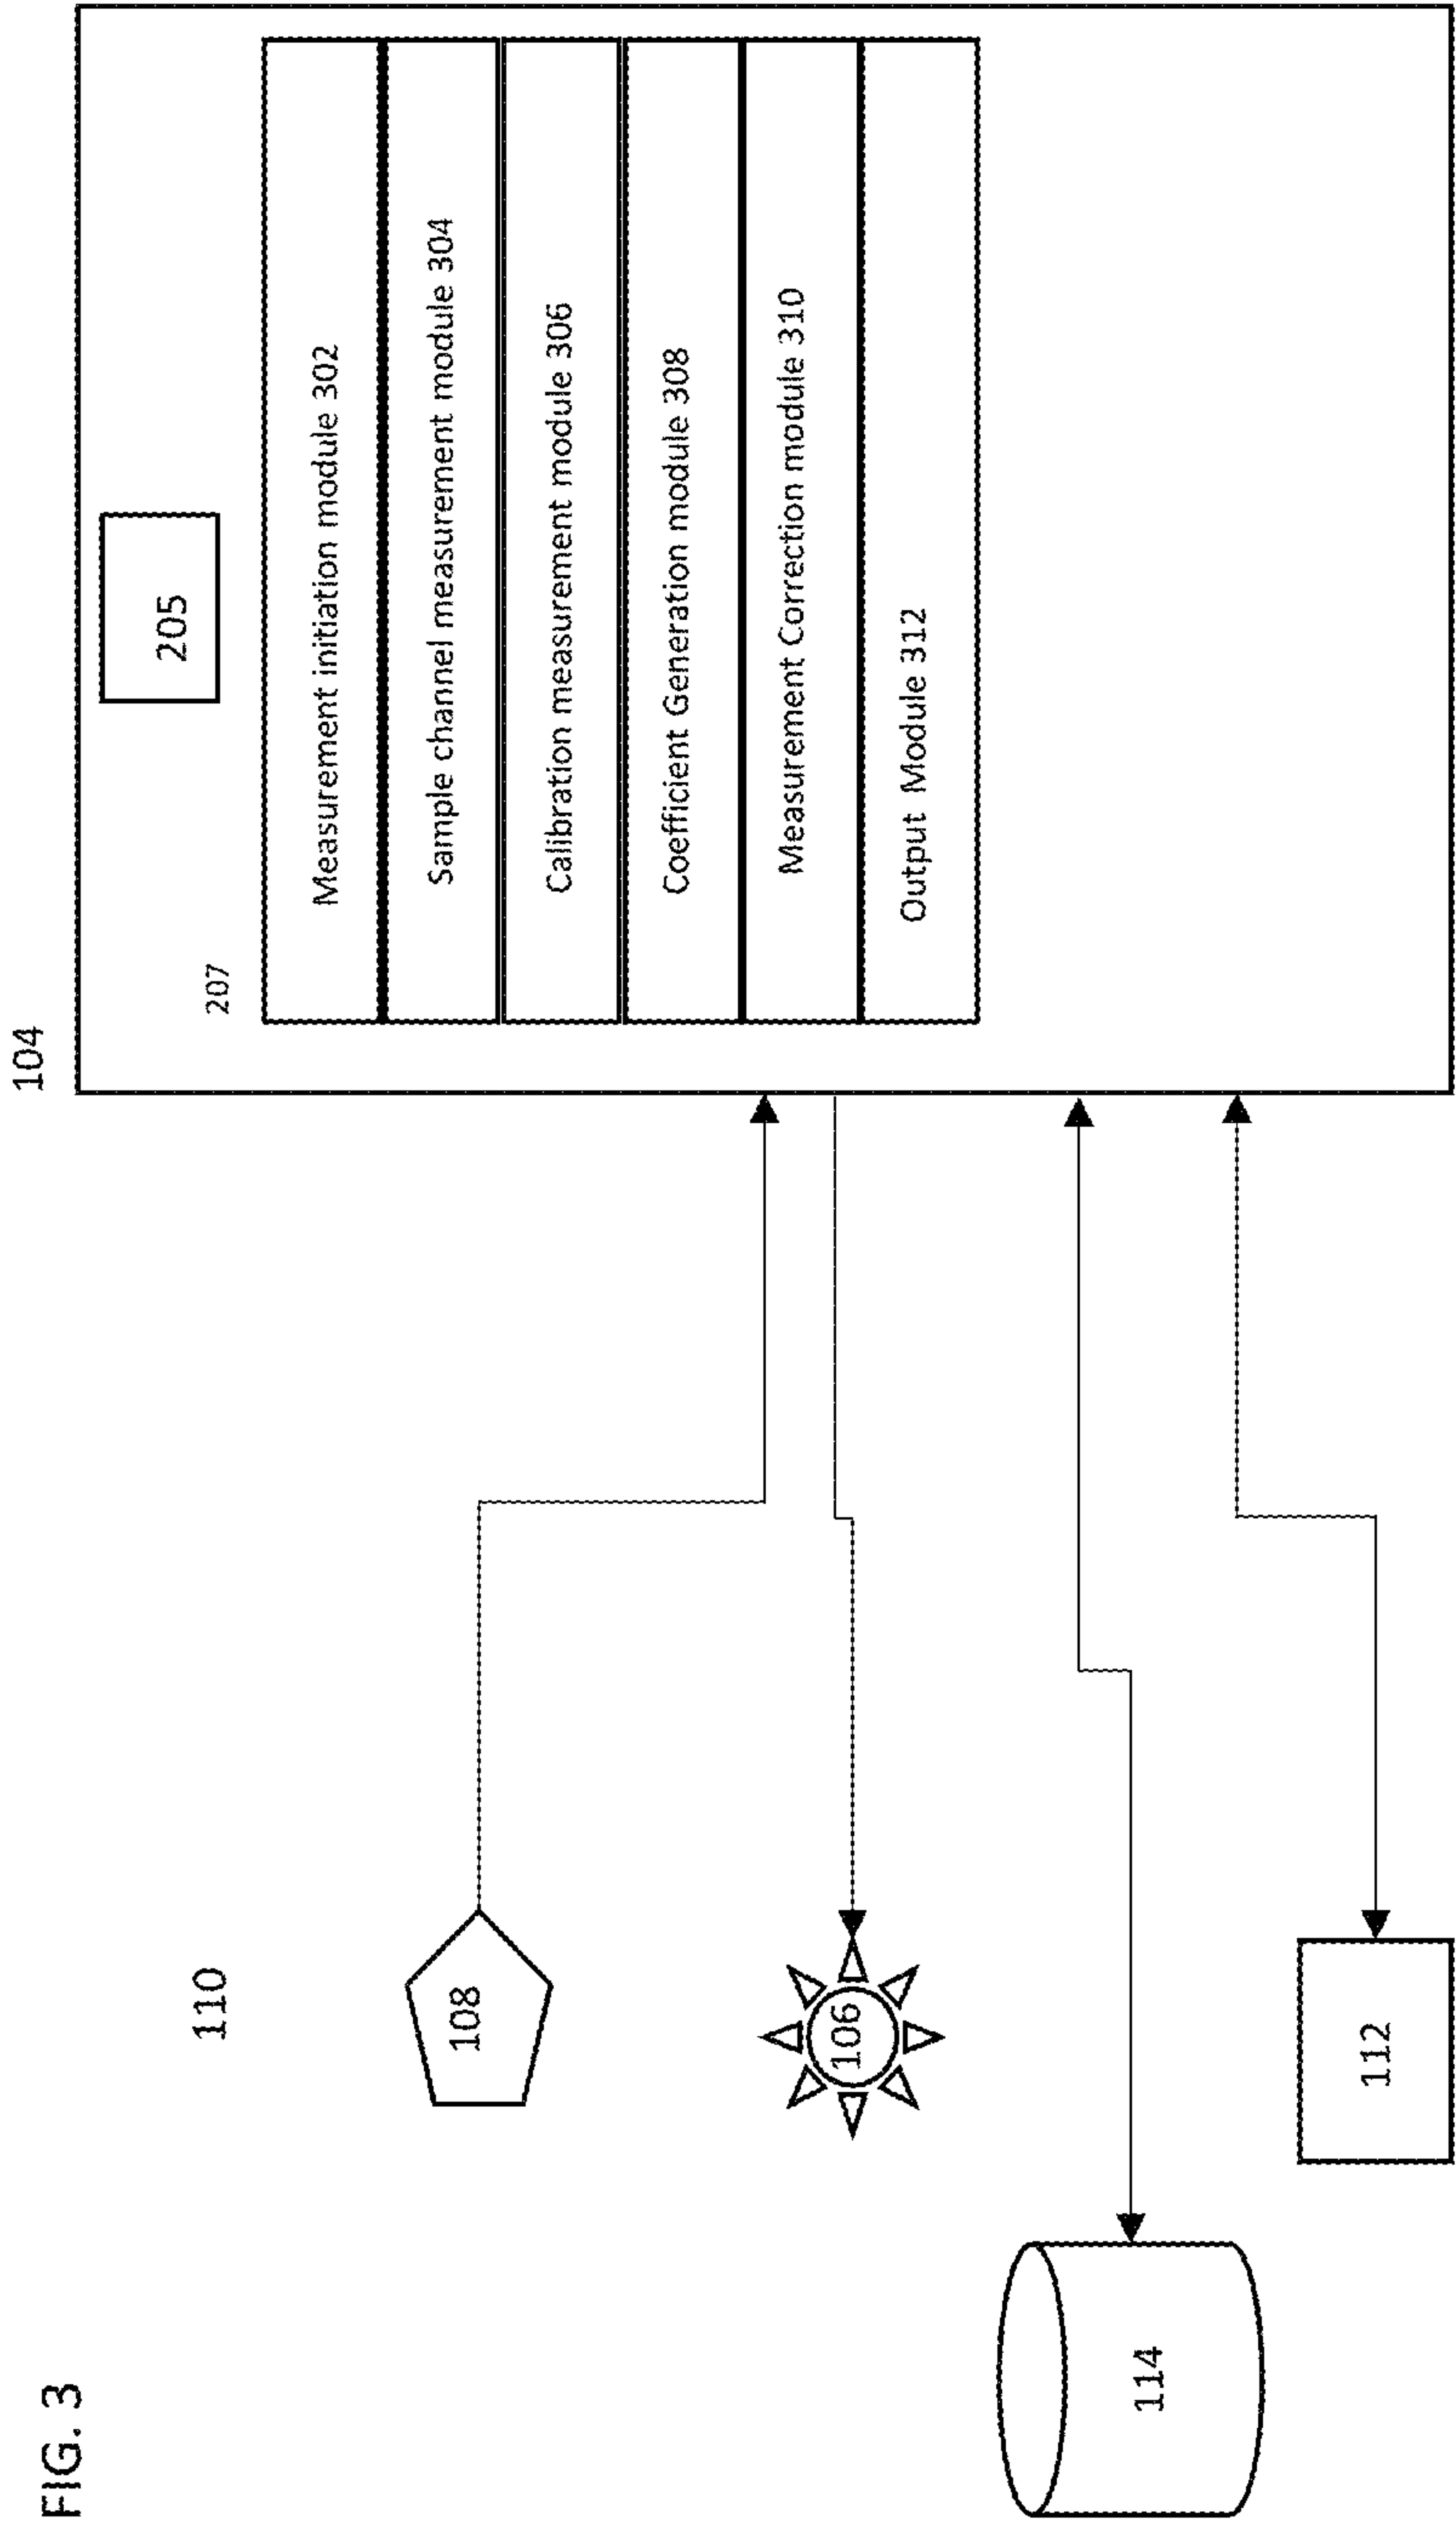 FIG. 3
104
110
205
207
Measurement initiation module 302
Sample channel measurement module 304
Calibration measurement module 306
Coefficient Generation module 308
Measurement Correction module 310
Output Module 312
108
106
114
112